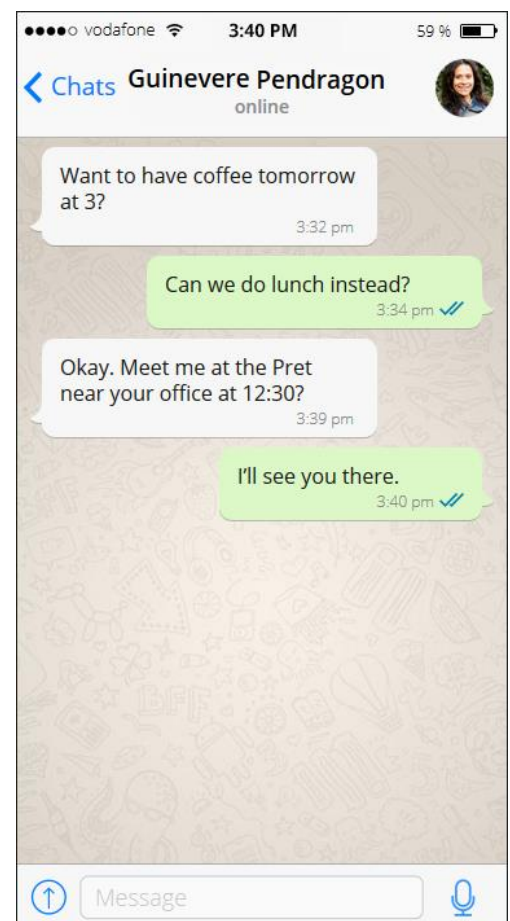 vodafone 3:40 PM 59 %
Chats Guinevere Pendragon
online
Want to have coffee tomorrow
at 3?
3:32 pm
Can we do lunch instead?
3:34 pm
Okay. Meet me at the Pret
near your office at 12:30?
3:39 pm
I'll see you there.
3:40 pm
BFF
Message